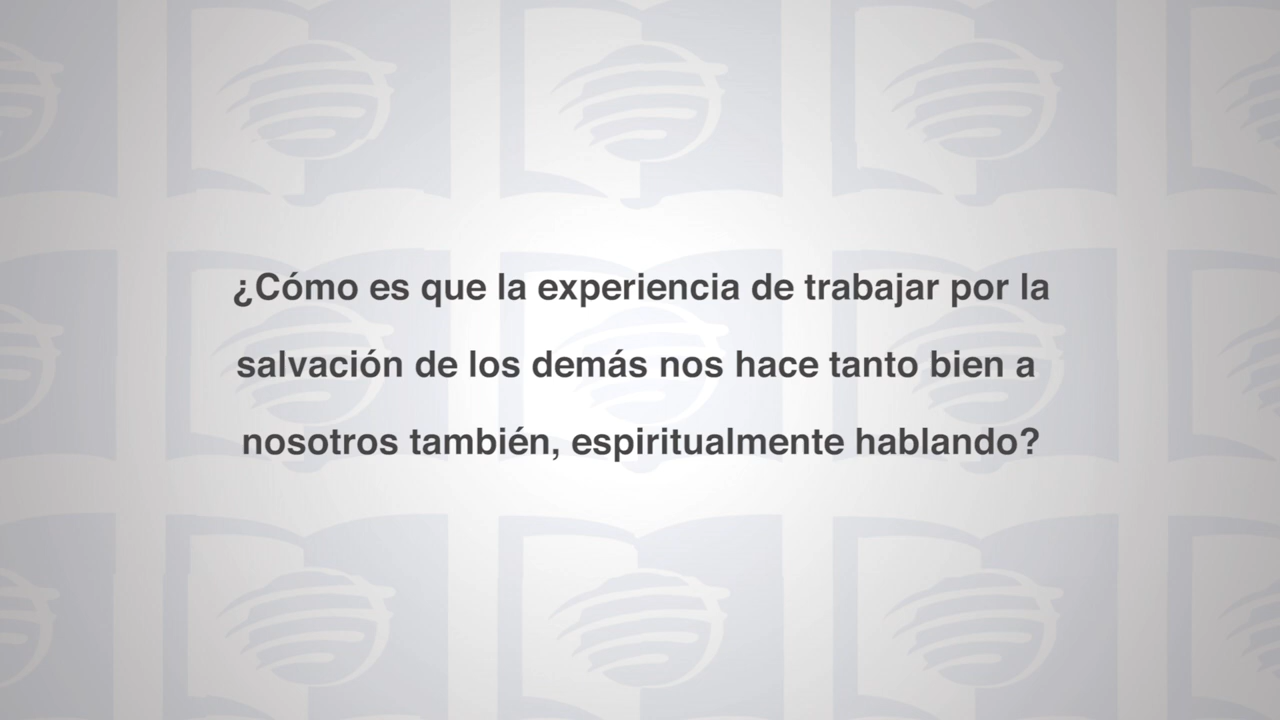 ¿Cómo es que la experiencia de trabajar por la
salvación de los demás nos hace tanto bien a
nosotros también, espiritualmente hablando?